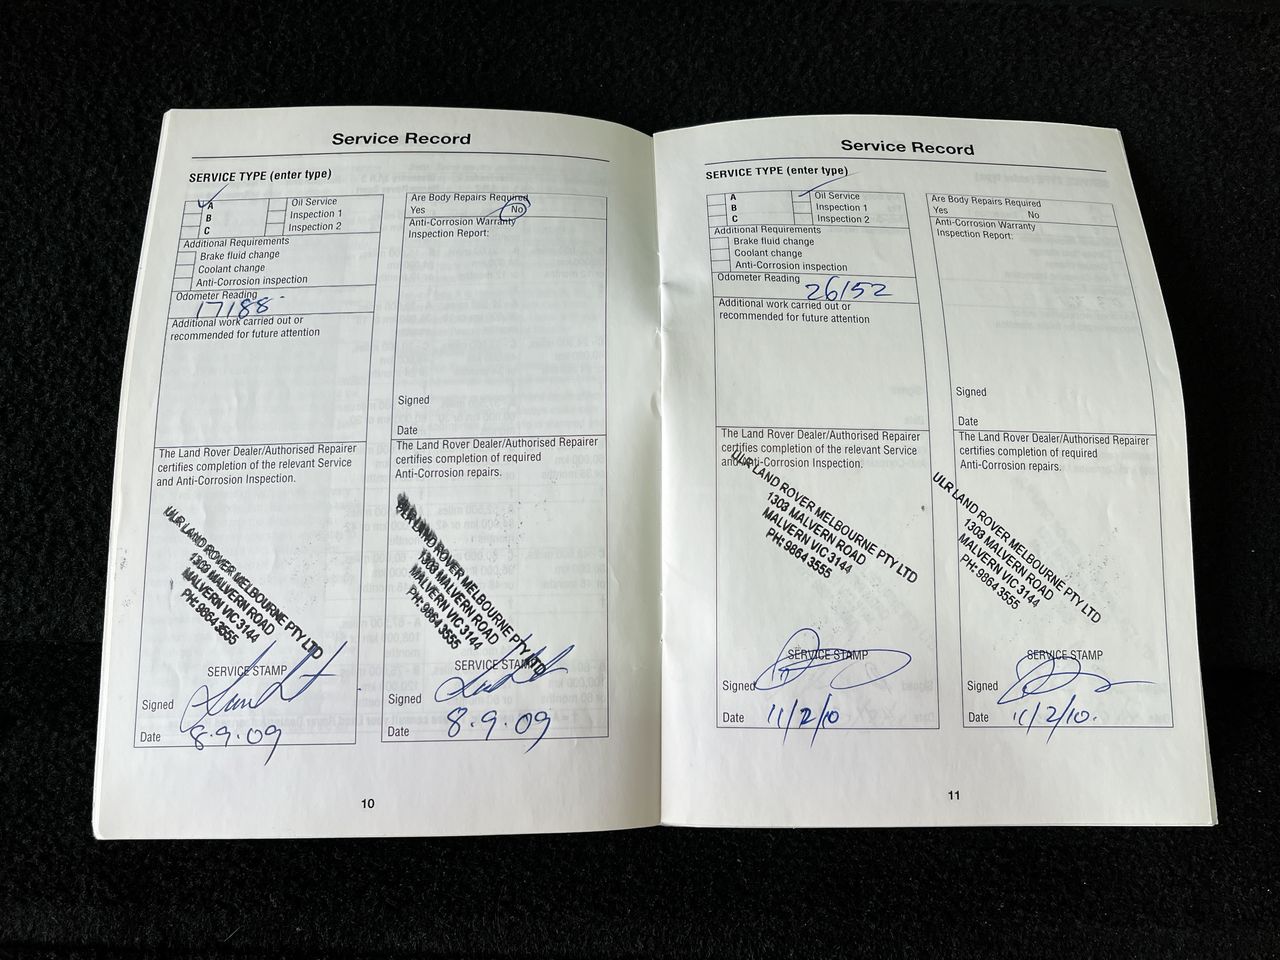 Service Record
SERVICE TYPE (enter type)
A
B
C
Oil Service
Inspection 1
Inspection 2
Additional Requirements
Brake fluid change
Coolant change
Anti-Corrosion inspection
Odometer Reading
17188
Additional work carried out or
recommended for future attention
The Land Rover Dealer/Authorised Repairer
certifies completion of the relevant Service
and Anti-Corrosion Inspection.
ULR LAND ROVER MELBOURNE PTY LTD
1303 MALVERN ROAD
MALVERN VIC 3144
PH: 9864 3555
SERVICE STAMP
Signed
Date 8.9.09
Are Body Repairs Required
Yes No
Anti-Corrosion Warranty
Inspection Report:
Signed
Date
The Land Rover Dealer/Authorised Repairer
certifies completion of required
Anti-Corrosion repairs.
ULR LAND ROVER MELBOURNE PTY LTD
1303 MALVERN ROAD
MALVERN VIC 3144
PH: 9864 3555
SERVICE STAMP
Signed
Date 8.9.09
10
Service Record
SERVICE TYPE (enter type)
A
B
C
Oil Service
Inspection 1
Inspection 2
Additional Requirements
Brake fluid change
Coolant change
Anti-Corrosion inspection
Odometer Reading
26152
Additional work carried out or
recommended for future attention
The Land Rover Dealer/Authorised Repairer
certifies completion of the relevant Service
and Anti-Corrosion Inspection.
ULR LAND ROVER MELBOURNE PTY LTD
1303 MALVERN ROAD
MALVERN VIC 3144
PH: 9864 3555
SERVICE STAMP
Signed
Date 11/2/10
Are Body Repairs Required
Yes No
Anti-Corrosion Warranty
Inspection Report:
Signed
Date
The Land Rover Dealer/Authorised Repairer
certifies completion of required
Anti-Corrosion repairs.
ULR LAND ROVER MELBOURNE PTY LTD
1303 MALVERN ROAD
MALVERN VIC 3144
PH: 9864 3555
SERVICE STAMP
Signed
Date 11/2/10.
11